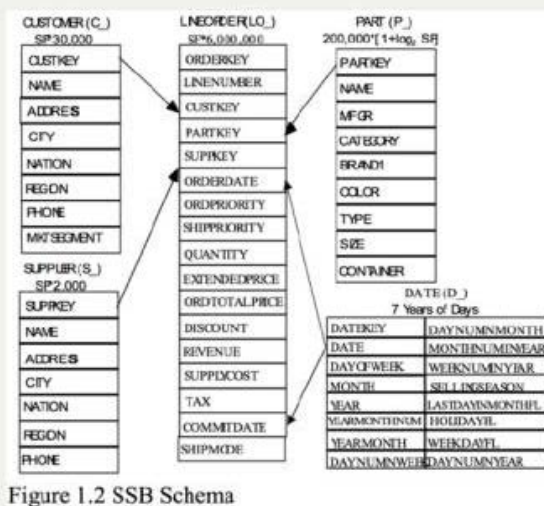 CUSTOMER (C_)
SF*30,000
CUSTKEY
NAME
ADDRESS
CITY
NATION
REGION
PHONE
MKTSEGMENT
SUPPLIER (S_)
SF*2,000
SUPPKEY
NAME
ADDRESS
CITY
NATION
REGION
PHONE
LINEORDER (LO_)
SF*6,000,000
ORDERKEY
LINENUMBER
CUSTKEY
PARTKEY
SUPPKEY
ORDERDATE
ORDPRIORITY
SHIPPRIORITY
QUANTITY
EXTENDEDPRICE
ORDTOTALPRICE
DISCOUNT
REVENUE
SUPPLYCOST
TAX
COMMITDATE
SHIPMODE
PART (P_)
200,000*[1+log₂ SF]
PARTKEY
NAME
MFGR
CATEGORY
BRAND1
COLOR
TYPE
SIZE
CONTAINER
DATE (D_)
7 Years of Days
DATEKEY DAYNUMNMONTH
DATE MONTHNUMINYEAR
DAYOFWEEK WEEKNUMINYEAR
MONTH SELLINGSEASON
YEAR LASTDAYINMONTHFL
YEARMONTHNUM HOLIDAYFL
YEARMONTH WEEKDAYFL
DAYNUMNWEEK DAYNUMNYEAR
Figure 1.2 SSB Schema